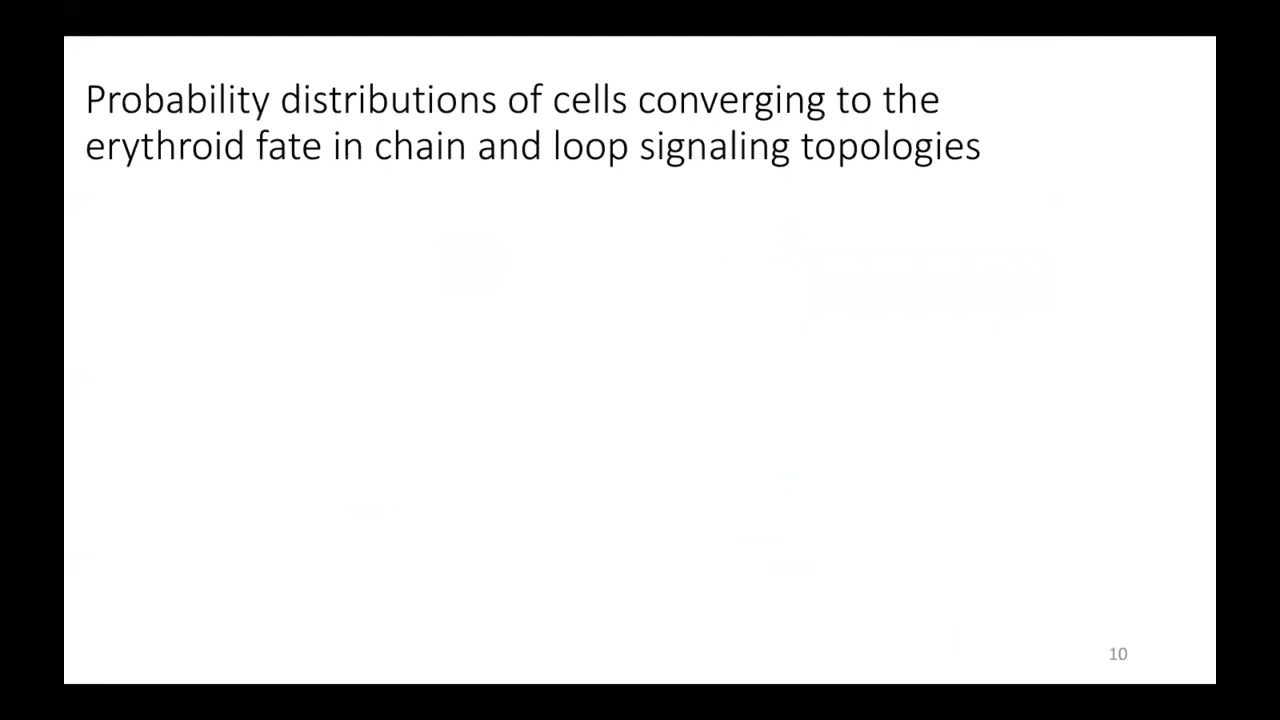 Probability distributions of cells converging to the
erythroid fate in chain and loop signaling topologies
10